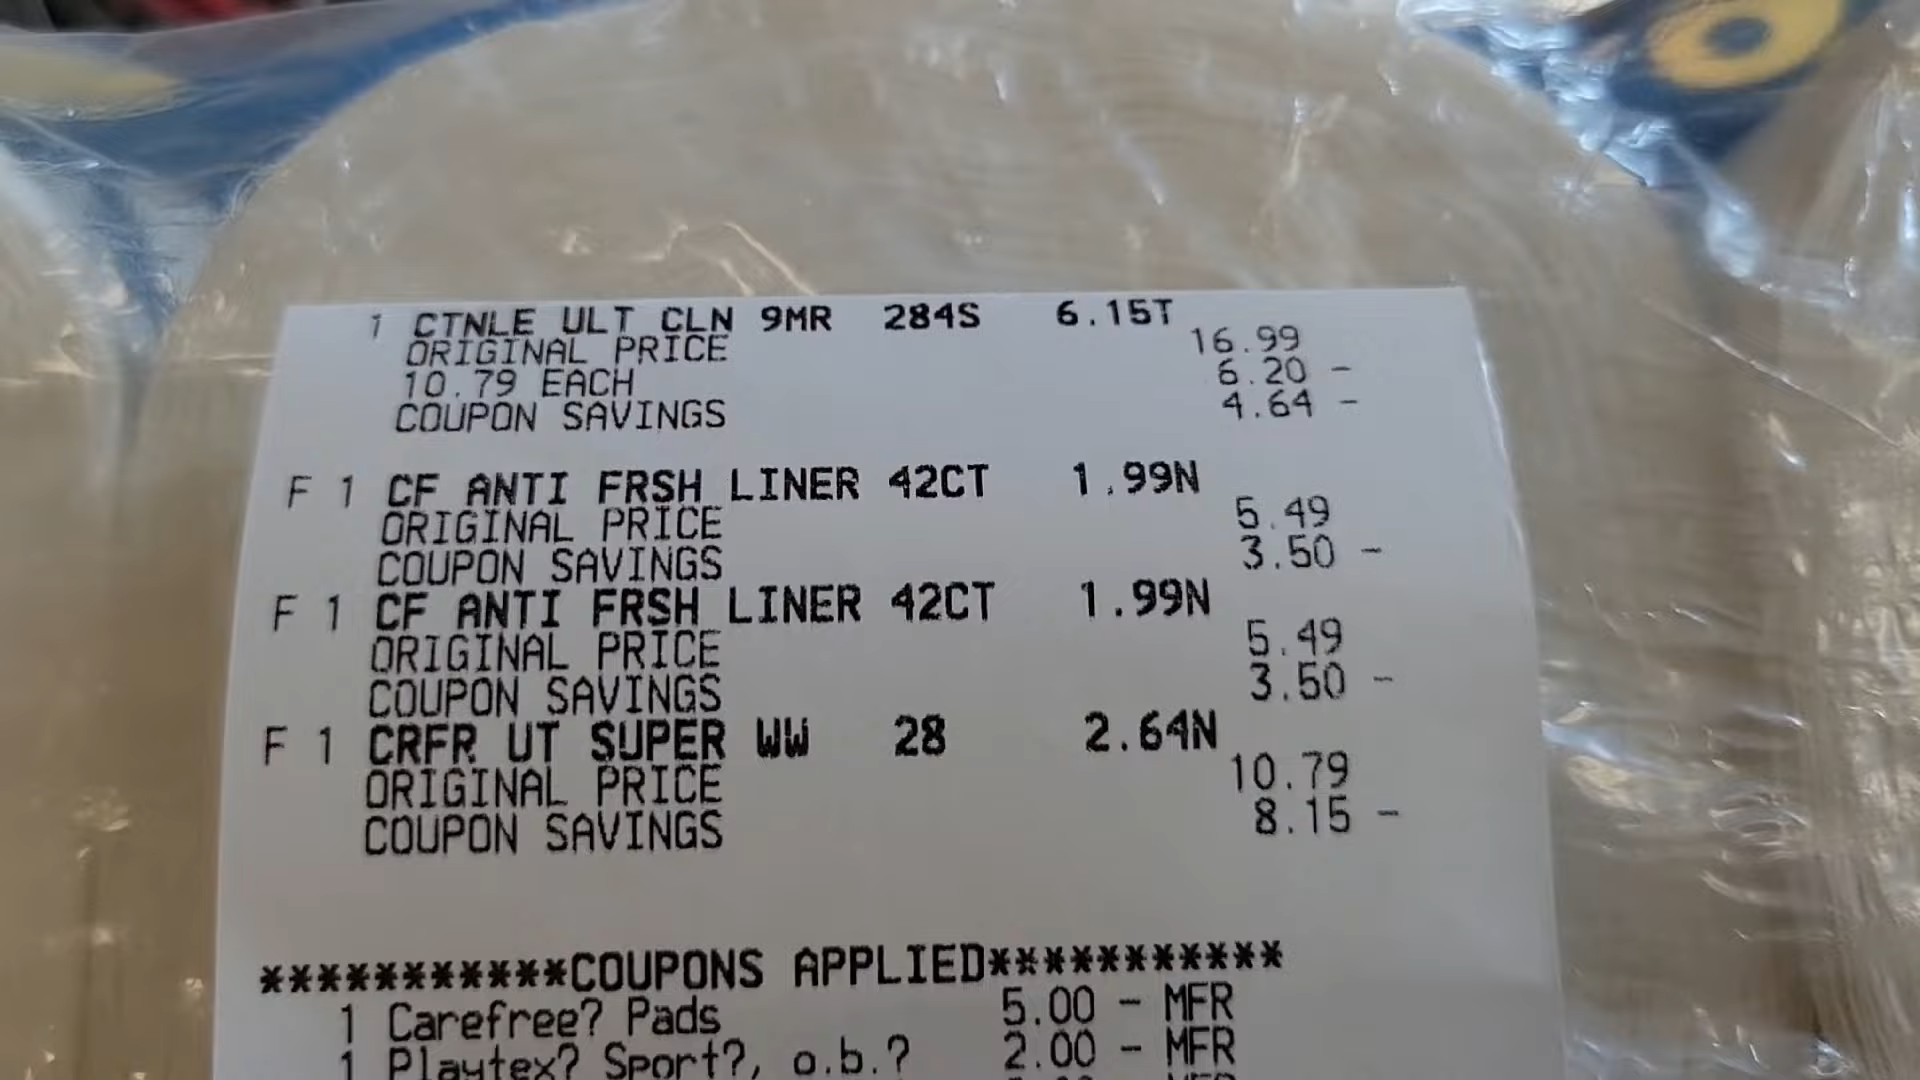 1 CTNLE ULT CLN 9MR 284S 6.15T
ORIGINAL PRICE 16.99
10.79 EACH 6.20 -
COUPON SAVINGS 4.64 -
F 1 CF ANTI FRSH LINER 42CT 1.99N
ORIGINAL PRICE 5.49
COUPON SAVINGS 3.50 -
F 1 CF ANTI FRSH LINER 42CT 1.99N
ORIGINAL PRICE 5.49
COUPON SAVINGS 3.50 -
F 1 CRFR UT SUPER WW 28 2.64N
ORIGINAL PRICE 10.79
COUPON SAVINGS 8.15 -
***********COUPONS APPLIED***********
1 Carefree? Pads 5.00 - MFR
1 Playtex? Sport?, o.b.? 2.00 - MFR